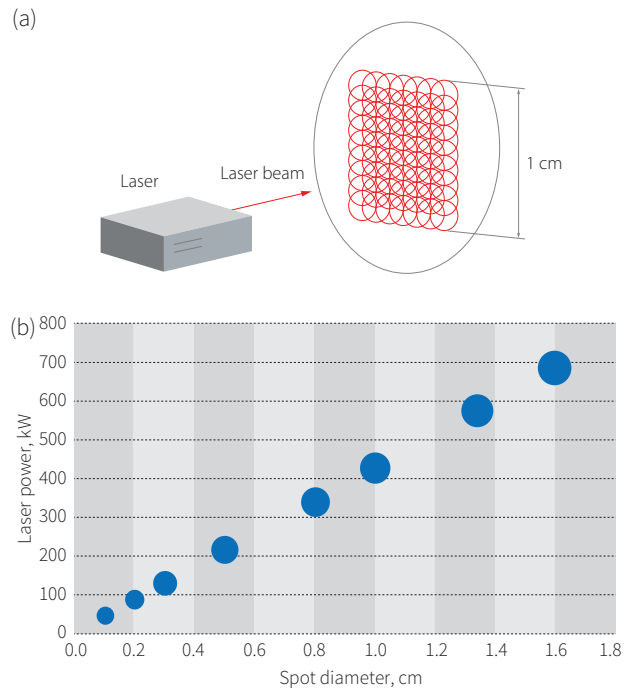 (a)
Laser
Laser beam
1 cm
(b)
800
700
600
500
400
300
200
100
0
Laser power, kW
0.0 0.2 0.4 0.6 0.8 1.0 1.2 1.4 1.6 1.8
Spot diameter, cm